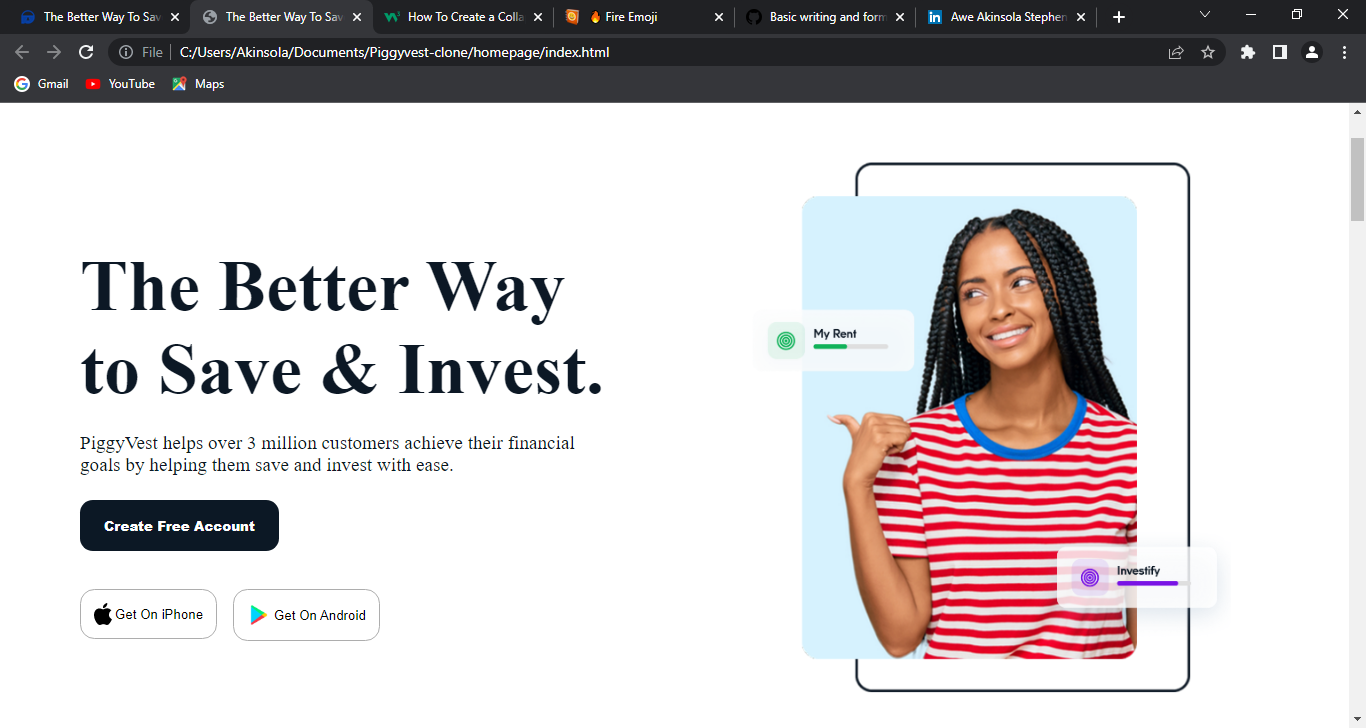 The Better Way To Sav
The Better Way To Sav
How To Create a Colla
Fire Emoji
Basic writing and form
Awe Akinsola Stephen
File
C:/Users/Akinsola/Documents/Piggyvest-clone/homepage/index.html
Gmail
YouTube
Maps
The Better Way
to Save & Invest.
PiggyVest helps over 3 million customers achieve their financial
goals by helping them save and invest with ease.
Create Free Account
Get On iPhone
Get On Android
My Rent
Investify